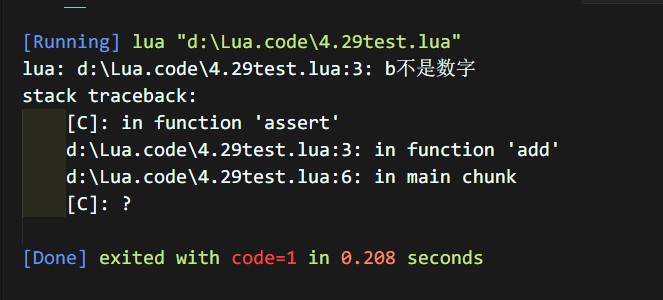 [Running] lua "d:\Lua.code\4.29test.lua"
lua: d:\Lua.code\4.29test.lua:3: b不是数字
stack traceback:
[C]: in function 'assert'
d:\Lua.code\4.29test.lua:3: in function 'add'
d:\Lua.code\4.29test.lua:6: in main chunk
[C]: ?
[Done] exited with code=1 in 0.208 seconds